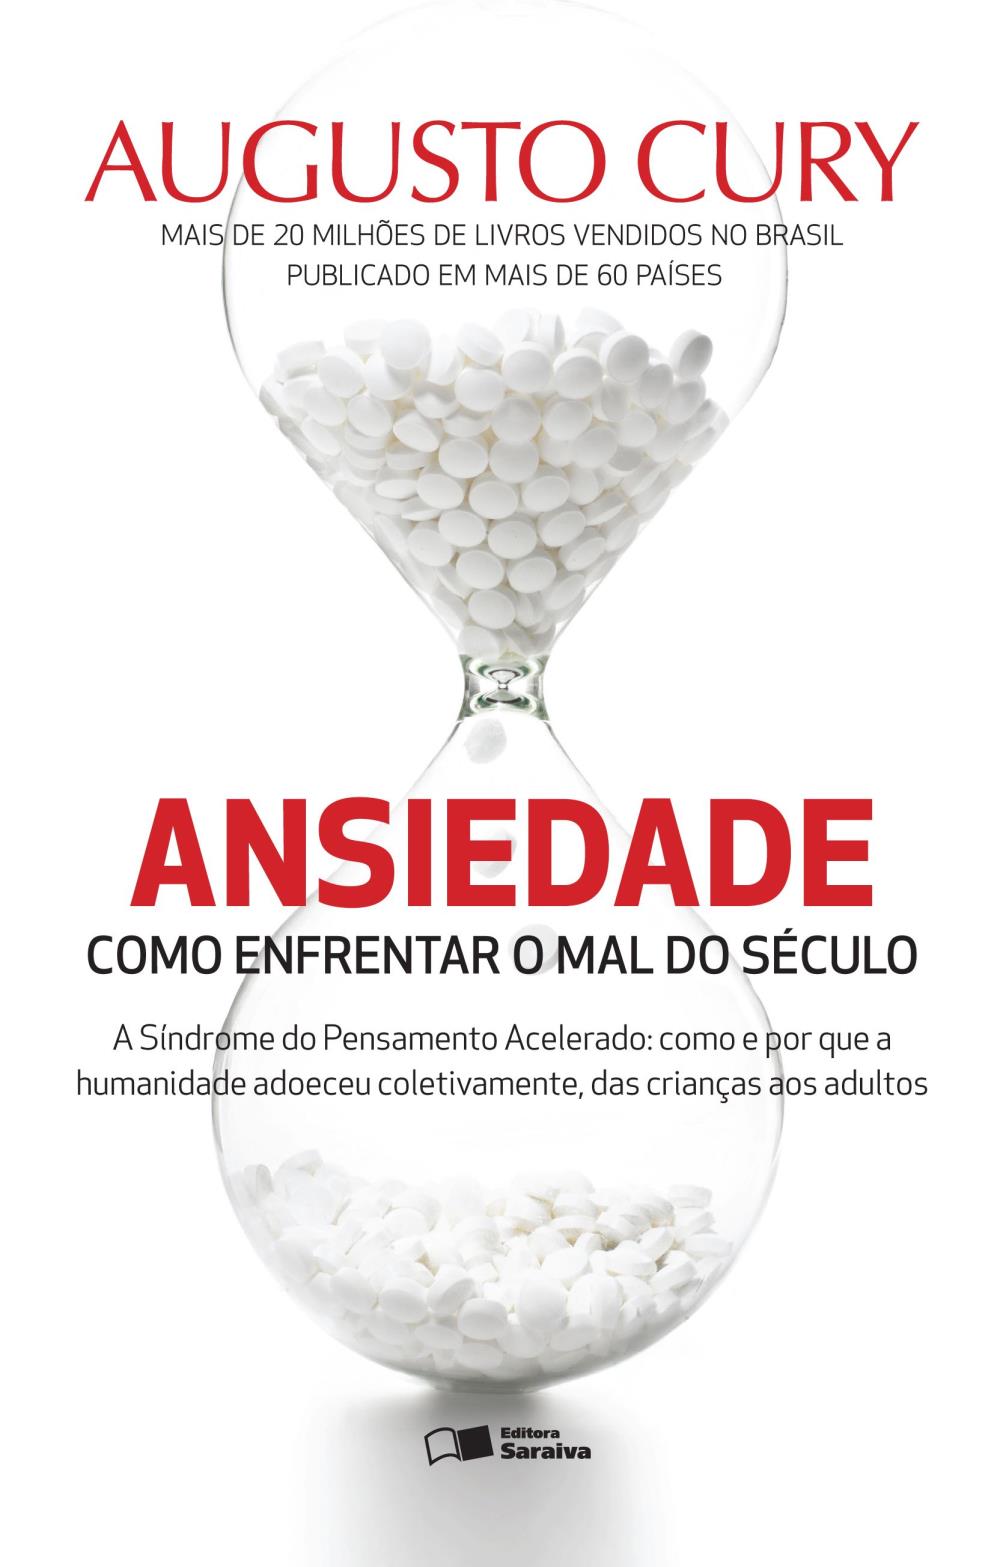 AUGUSTO CURY
MAIS DE 20 MILHÕES DE LIVROS VENDIDOS NO BRASIL
PUBLICADO EM MAIS DE 60 PAÍSES
ANSIEDADE
COMO ENFRENTAR O MAL DO SÉCULO
A Síndrome do Pensamento Acelerado: como e por que a
humanidade adoeceu coletivamente, das crianças aos adultos
Editora
Saraiva